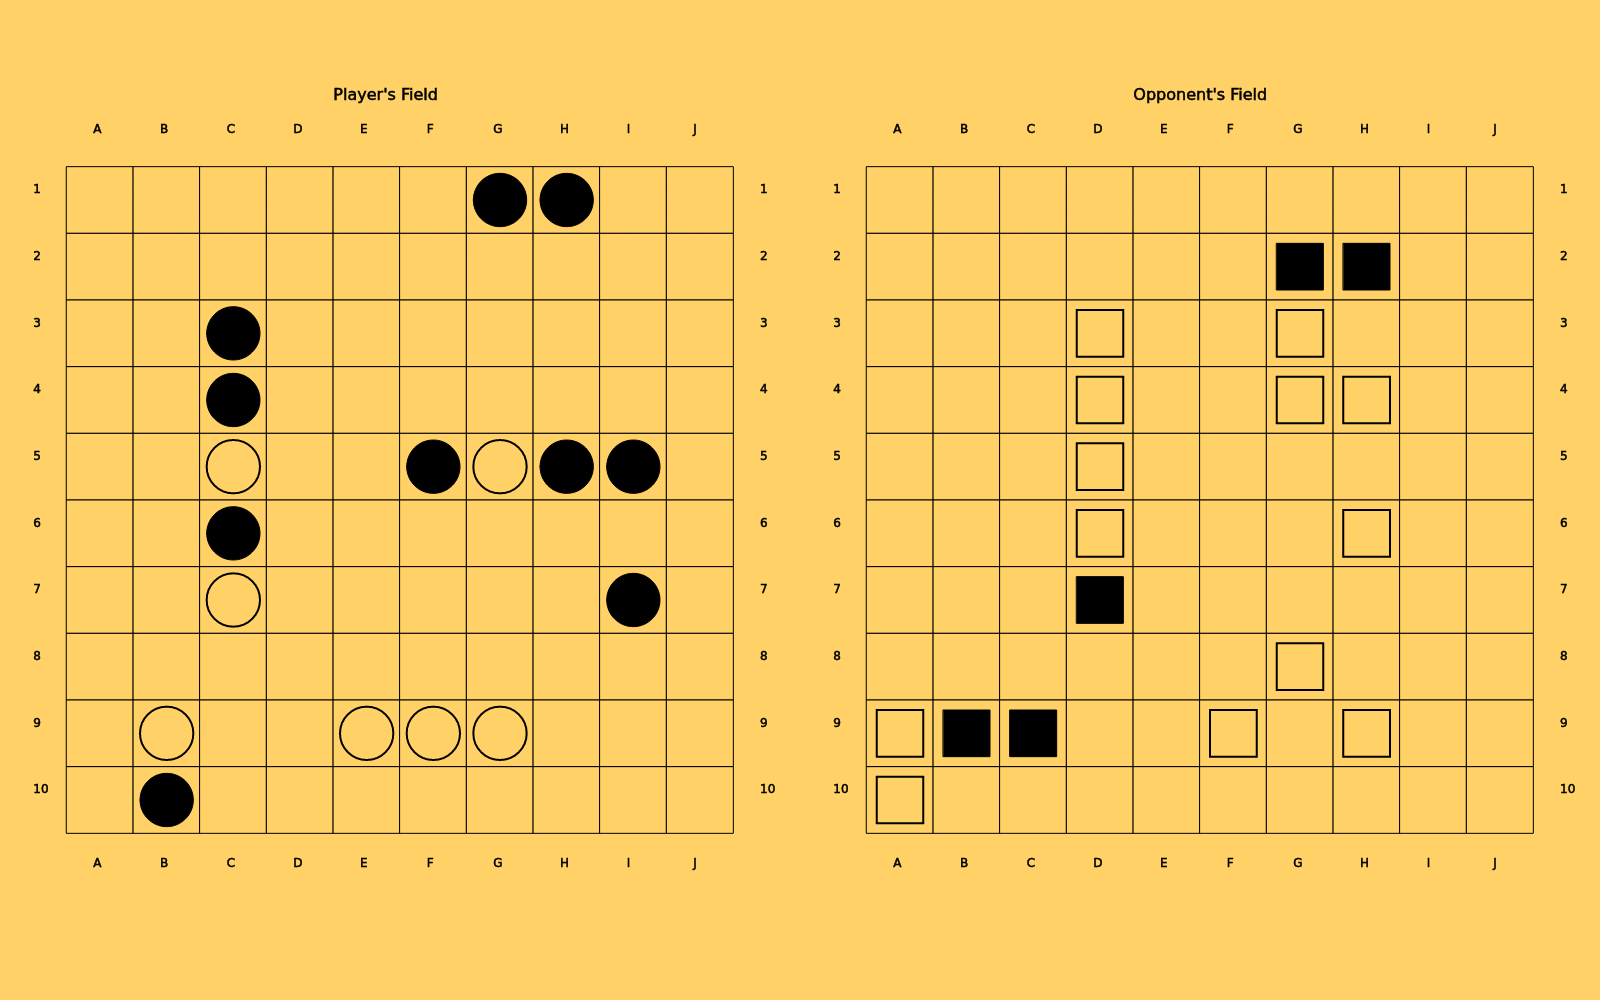 Player's Field Opponent's Field
A B C D E F G H I J A B C D E F G H I J
1 1 1 1
2 2 2 2
3 3 3 3
4 4 4 4
5 5 5 5
6 6 6 6
7 7 7 7
8 8 8 8
9 9 9 9
10 10 10 10
A B C D E F G H I J A B C D E F G H I J